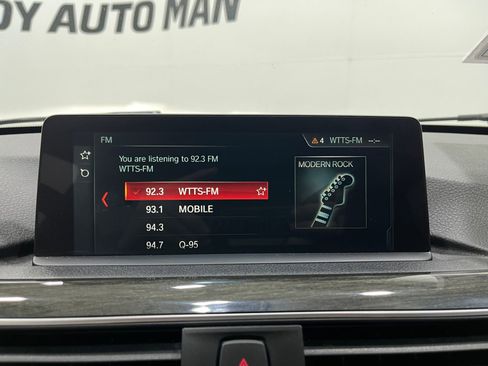 DY AUTO MAN
FM
4 WTTS-FM --:--
You are listening to 92.3 FM
WTTS-FM
MODERN ROCK
92.3 WTTS-FM
93.1 MOBILE
94.3
94.7 Q-95